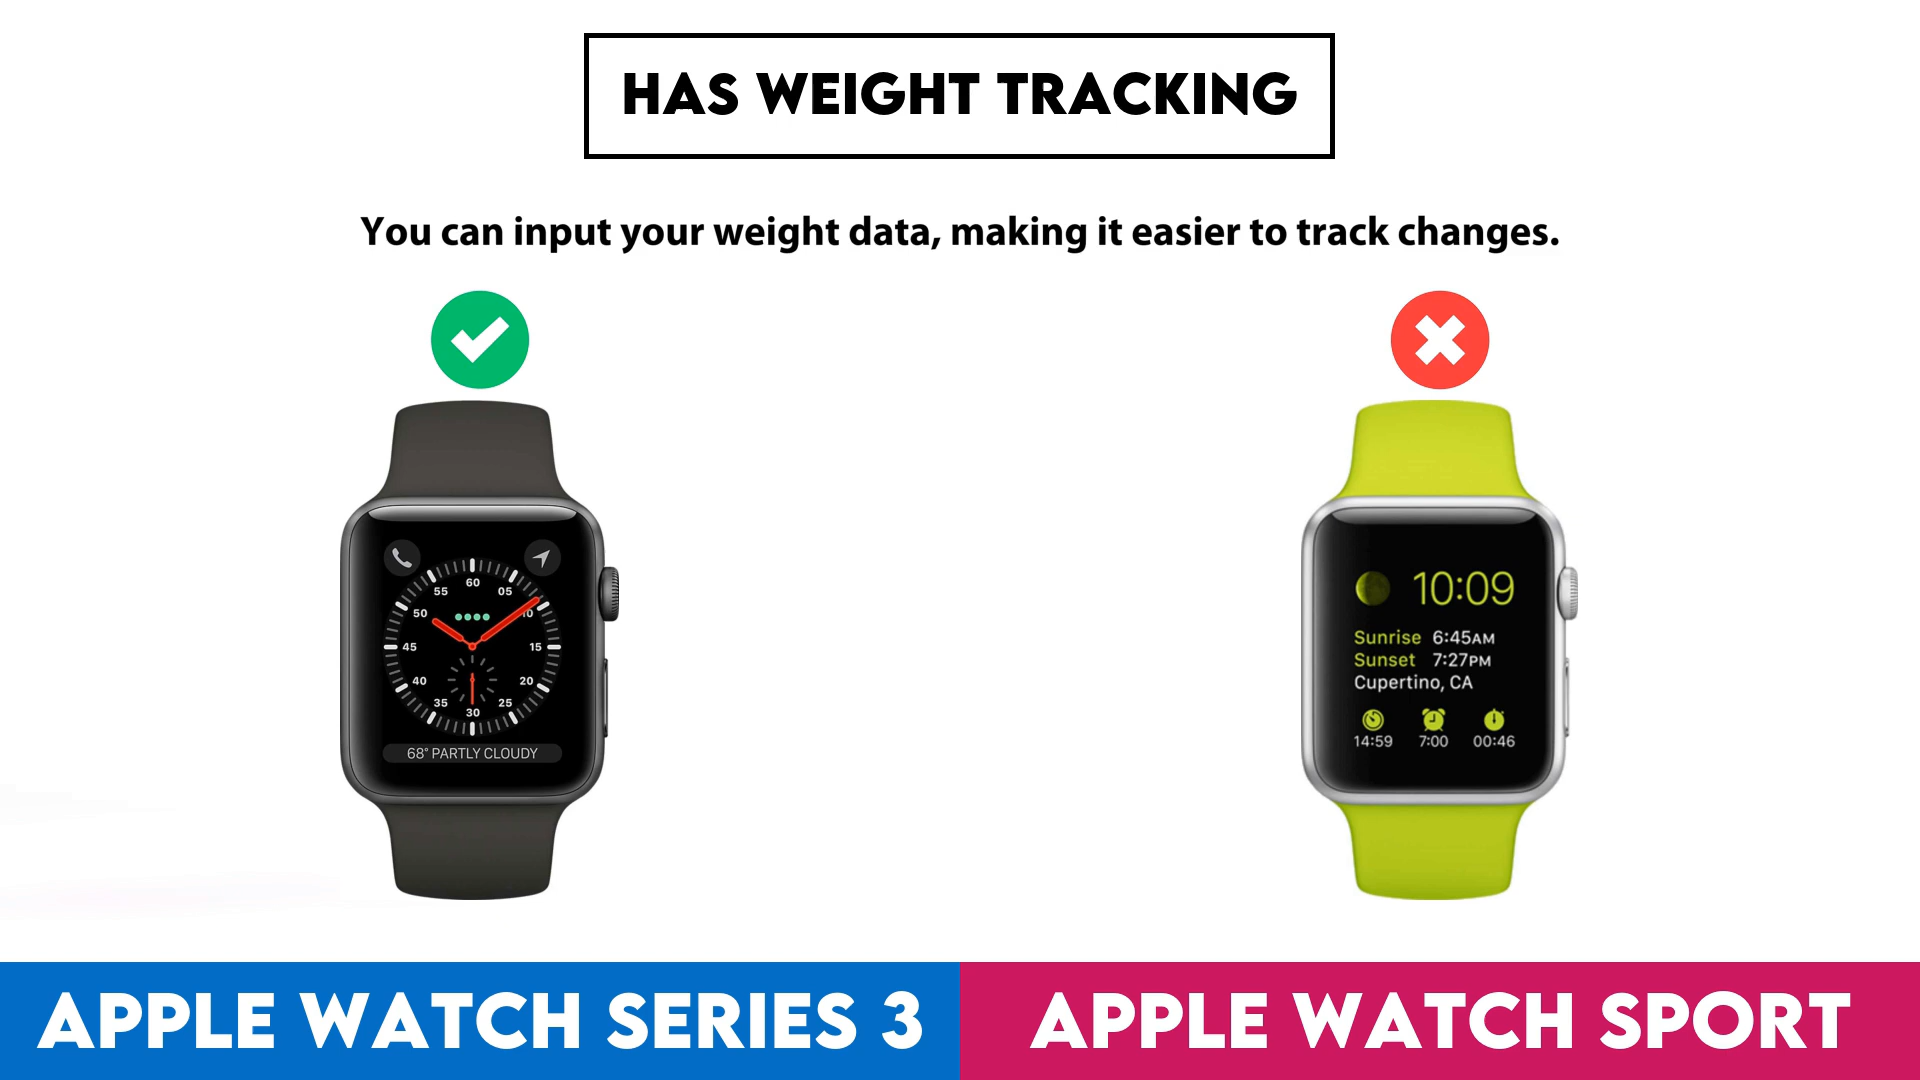 HAS WEIGHT TRACKING
You can input your weight data, making it easier to track changes.
60
55 05
50 10
45 15
40 20
35 25
30
68° PARTLY CLOUDY
10:09
Sunrise 6:45AM
Sunset 7:27PM
Cupertino, CA
14:59 7:00 00:46
APPLE WATCH SERIES 3
APPLE WATCH SPORT